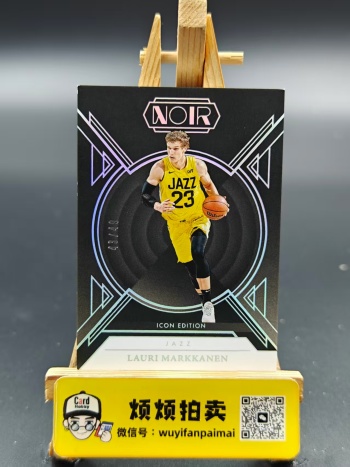 NOIR
JAZZ
23
ICON EDITION
JAZZ
LAURI MARKKANEN
Card
烦烦拍卖
微信号：wuyifanpaimai